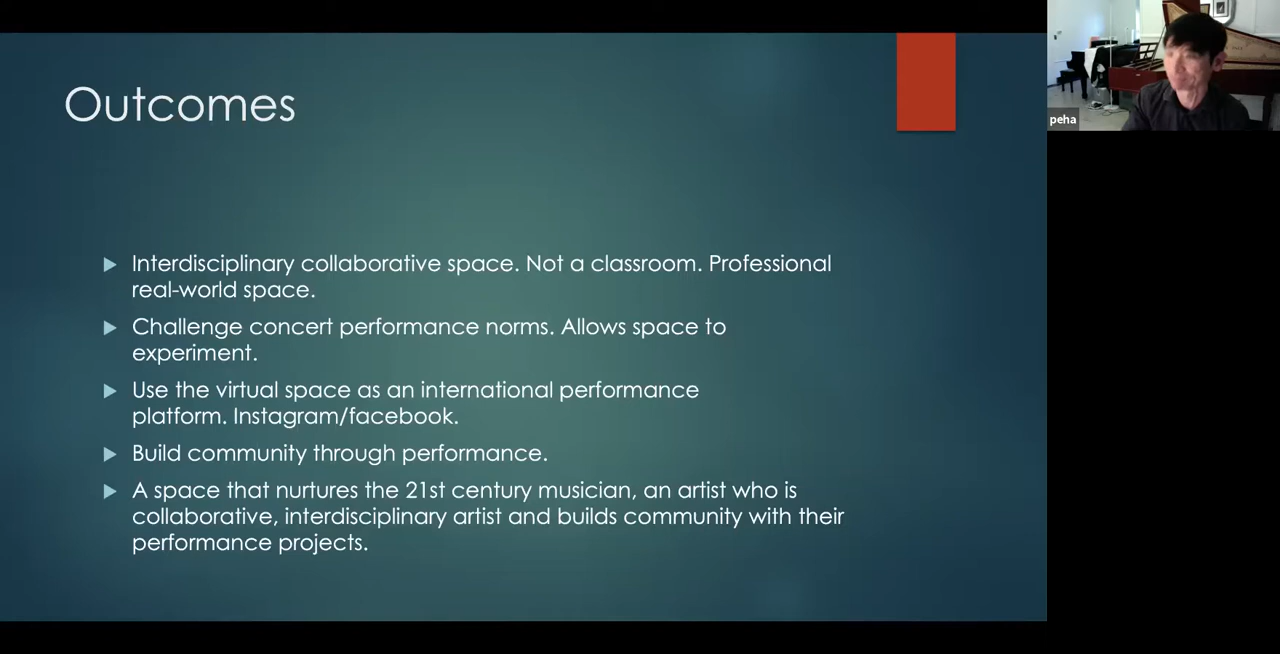 Outcomes
peha
Interdisciplinary collaborative space. Not a classroom. Professional
real-world space.
Challenge concert performance norms. Allows space to
experiment.
Use the virtual space as an international performance
platform. Instagram/facebook.
Build community through performance.
A space that nurtures the 21st century musician, an artist who is
collaborative, interdisciplinary artist and builds community with their
performance projects.